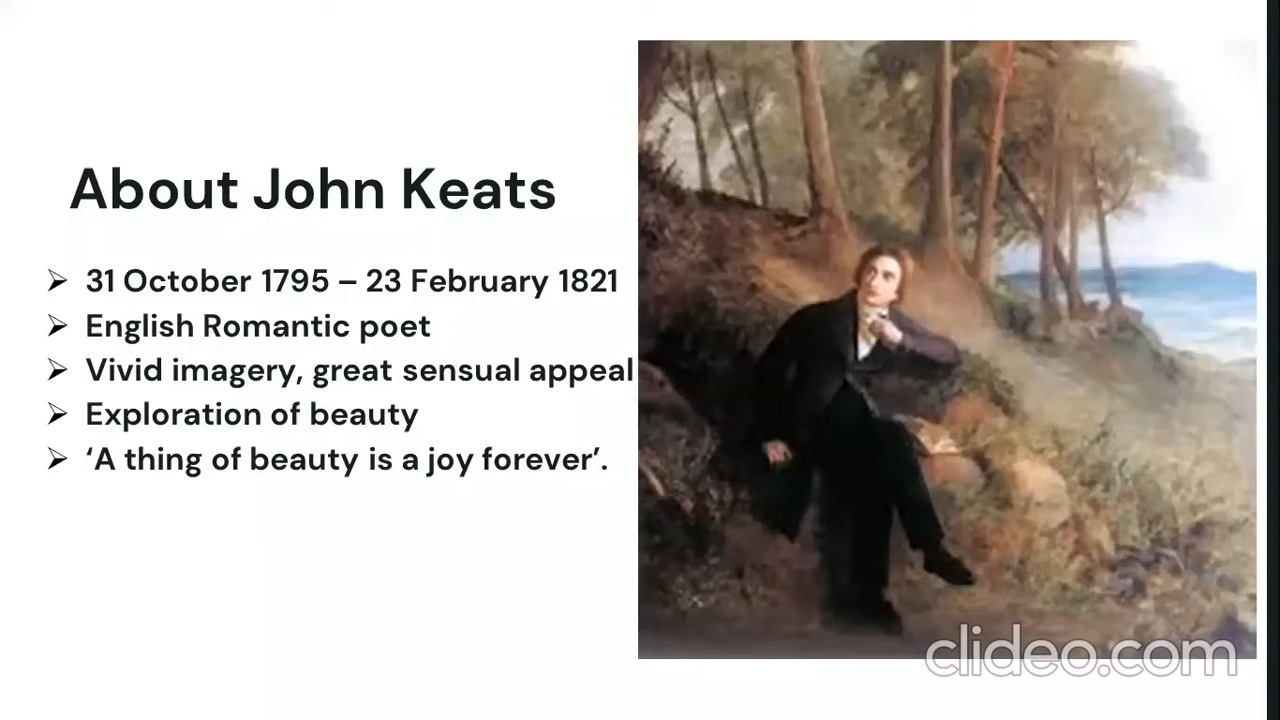 About John Keats
➢ 31 October 1795 – 23 February 1821
➢ English Romantic poet
➢ Vivid imagery, great sensual appeal
➢ Exploration of beauty
➢ ‘A thing of beauty is a joy forever’.
clideo.com